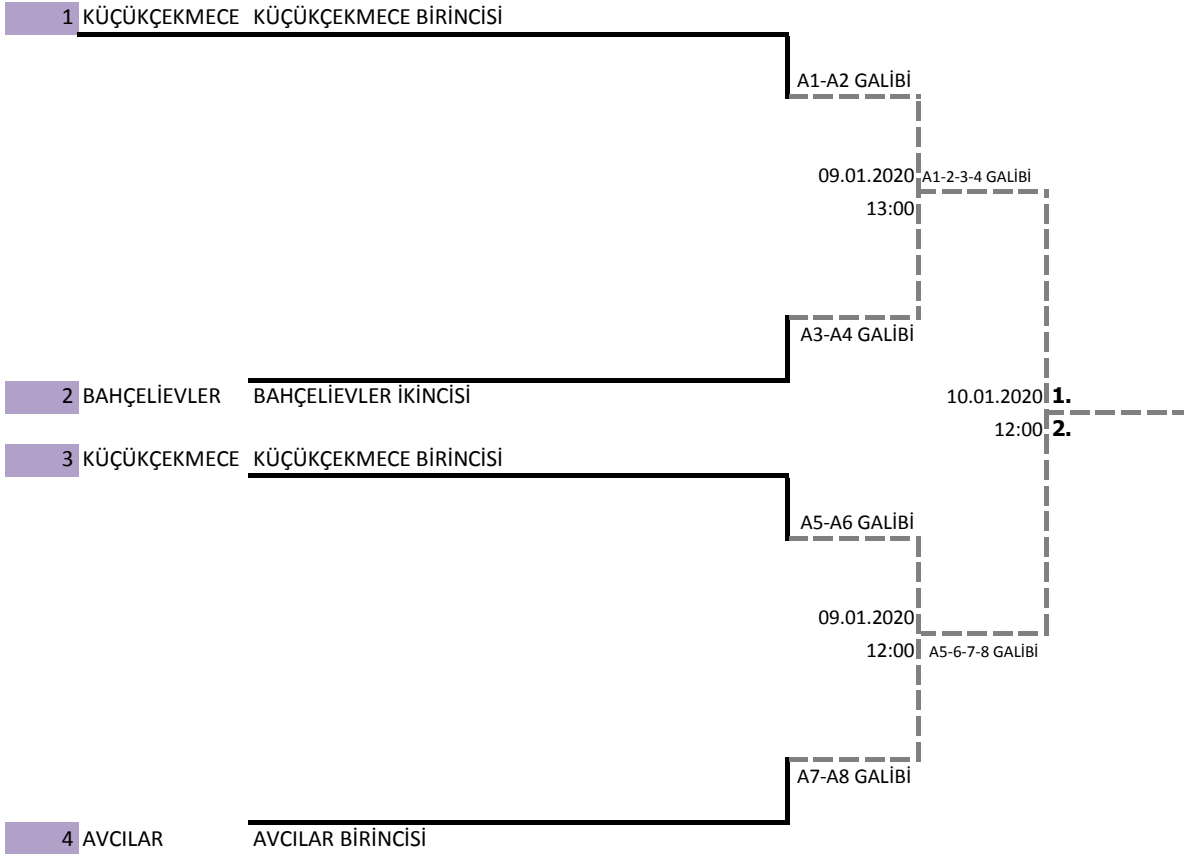 1 KÜÇÜKÇEKMECE KÜÇÜKÇEKMECE BİRİNCİSİ
A1-A2 GALİBİ
09.01.2020 A1-2-3-4 GALİBİ
13:00
A3-A4 GALİBİ
2 BAHÇELİEVLER BAHÇELİEVLER İKİNCİSİ
10.01.2020 1.
12:00 2.
3 KÜÇÜKÇEKMECE KÜÇÜKÇEKMECE BİRİNCİSİ
A5-A6 GALİBİ
09.01.2020
12:00 A5-6-7-8 GALİBİ
A7-A8 GALİBİ
4 AVCILAR AVCILAR BİRİNCİSİ